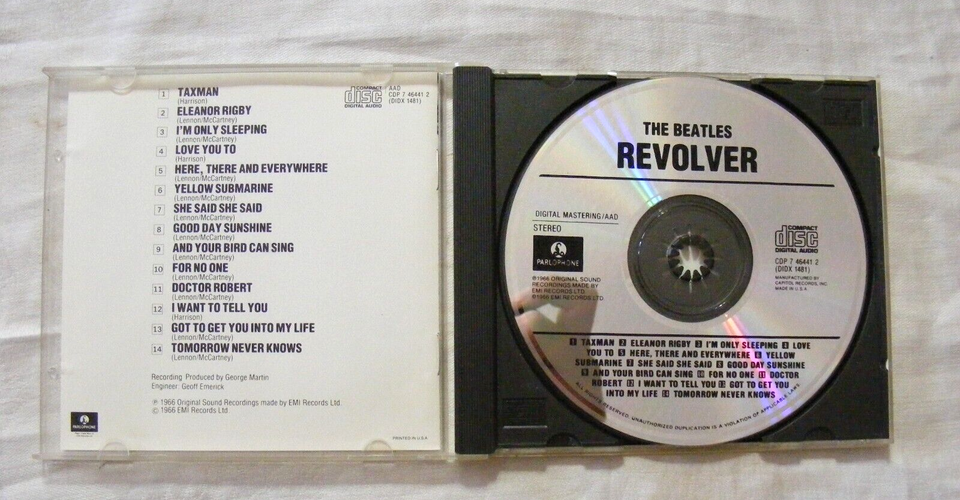 1 TAXMAN
(Harrison)
2 ELEANOR RIGBY
(Lennon/McCartney)
3 I'M ONLY SLEEPING
(Lennon/McCartney)
4 LOVE YOU TO
(Harrison)
5 HERE, THERE AND EVERYWHERE
(Lennon/McCartney)
6 YELLOW SUBMARINE
(Lennon/McCartney)
7 SHE SAID SHE SAID
(Lennon/McCartney)
8 GOOD DAY SUNSHINE
(Lennon/McCartney)
9 AND YOUR BIRD CAN SING
(Lennon/McCartney)
10 FOR NO ONE
(Lennon/McCartney)
11 DOCTOR ROBERT
(Lennon/McCartney)
12 I WANT TO TELL YOU
(Harrison)
13 GOT TO GET YOU INTO MY LIFE
(Lennon/McCartney)
14 TOMORROW NEVER KNOWS
(Lennon/McCartney)
Recording Produced by George Martin
Engineer: Geoff Emerick
℗ 1966 Original Sound Recordings made by EMI Records Ltd.
© 1966 EMI Records Ltd
PARLOPHONE
PRINTED IN U.S.A.
COMPACT
disc
DIGITAL AUDIO
AAD
CDP 7 46441 2
(DIDX 1481)
THE BEATLES
REVOLVER
DIGITAL MASTERING/AAD
STEREO
PARLOPHONE
℗1966 ORIGINAL SOUND
RECORDINGS MADE BY
EMI RECORDS LTD.
©1966 EMI RECORDS LTD.
COMPACT
disc
DIGITAL AUDIO
CDP 7 46441 2
(DIDX 1481)
MANUFACTURED BY
CAPITOL RECORDS, INC.
MADE IN U.S.A.
1 TAXMAN 2 ELEANOR RIGBY 3 I'M ONLY SLEEPING 4 LOVE
YOU TO 5 HERE, THERE AND EVERYWHERE 6 YELLOW
SUBMARINE 7 SHE SAID SHE SAID 8 GOOD DAY SUNSHINE
9 AND YOUR BIRD CAN SING 10 FOR NO ONE 11 DOCTOR
ROBERT 12 I WANT TO TELL YOU 13 GOT TO GET YOU
INTO MY LIFE 14 TOMORROW NEVER KNOWS
ALL RIGHTS RESERVED. UNAUTHORIZED DUPLICATION IS A VIOLATION OF APPLICABLE LAWS.